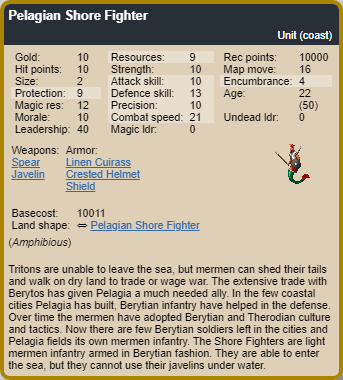 Pelagian Shore Fighter
Unit (coast)
Gold: 10 Resources: 9 Rec points: 10000
Hit points: 10 Strength: 10 Map move: 16
Size: 2 Attack skill: 10 Encumbrance: 4
Protection: 9 Defence skill: 13 Age: 22
Magic res: 12 Precision: 10 (50)
Morale: 10 Combat speed: 21 Undead ldr: 0
Leadership: 40 Magic ldr: 0
Weapons: Armor:
Spear Linen Cuirass
Javelin Crested Helmet
Shield
Basecost: 10011
Land shape: ⇔ Pelagian Shore Fighter
(Amphibious)
Tritons are unable to leave the sea, but mermen can shed their tails
and walk on dry land to trade or wage war. The extensive trade with
Berytos has given Pelagia a much needed ally. In the few coastal
cities Pelagia has built, Berytian infantry have helped in the defense.
Over time the mermen have adopted Berytian and Therodian culture
and tactics. Now there are few Berytian soldiers left in the cities and
Pelagia fields its own mermen infantry. The Shore Fighters are light
mermen infantry armed in Berytian fashion. They are able to enter
the sea, but they cannot use their javelins under water.